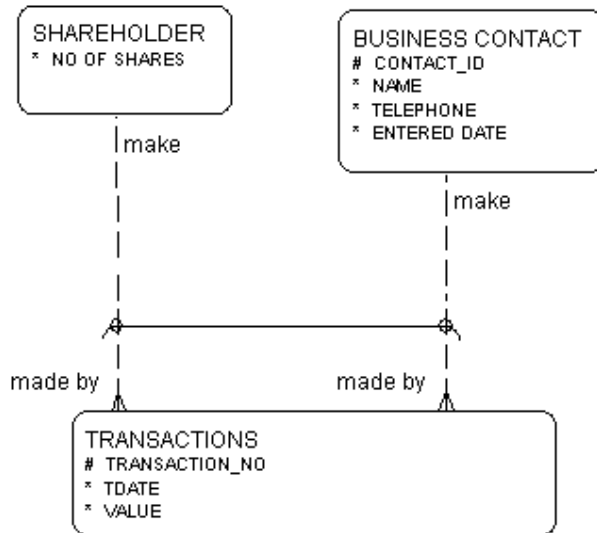 SHAREHOLDER
* NO OF SHARES
BUSINESS CONTACT
# CONTACT_ID
* NAME
* TELEPHONE
* ENTERED DATE
make
make
made by
made by
TRANSACTIONS
# TRANSACTION_NO
* TDATE
* VALUE